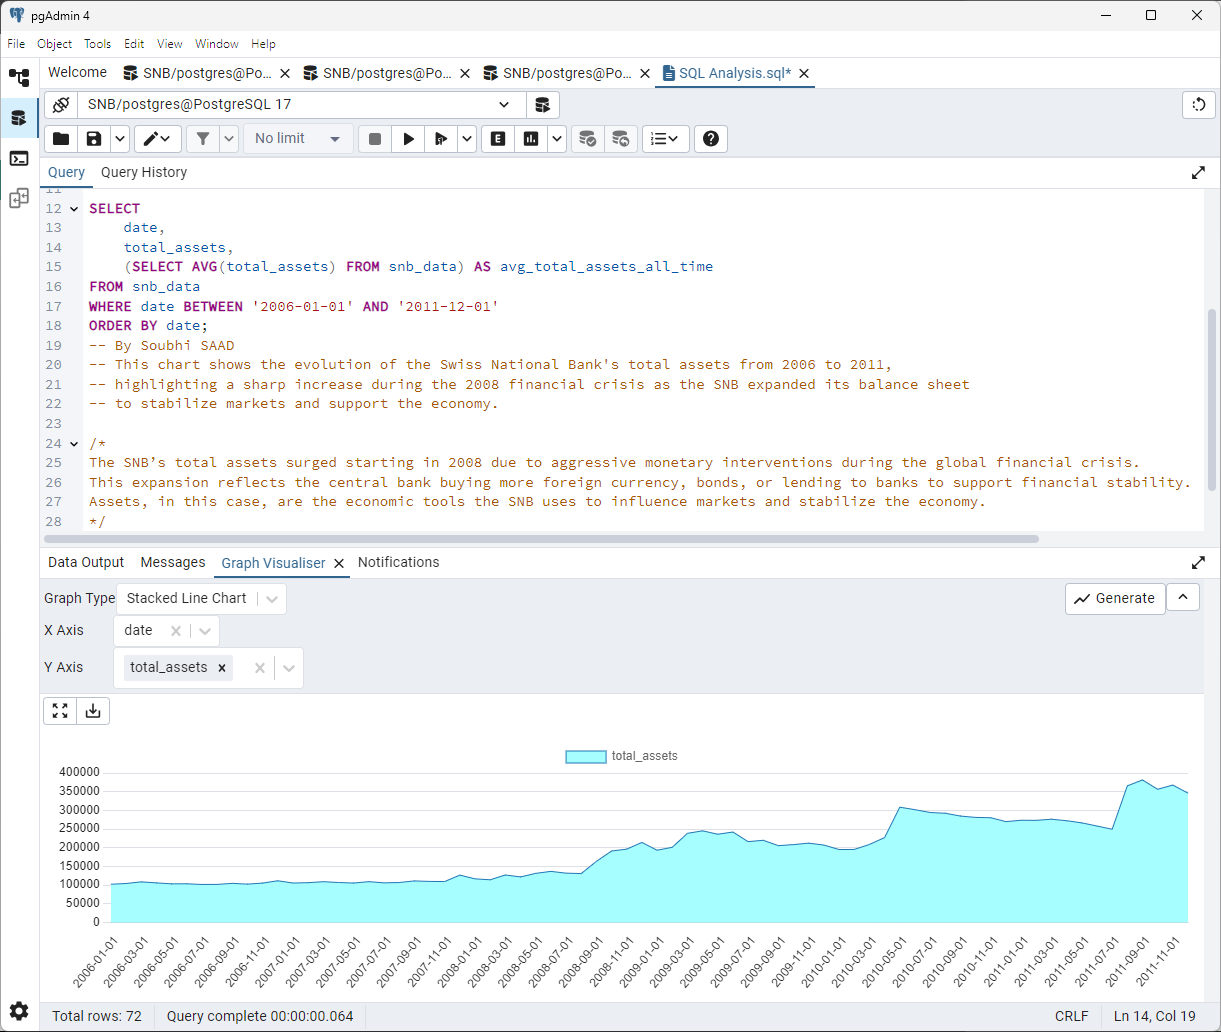 pgAdmin 4
File Object Tools Edit View Window Help
Welcome SNB/postgres@Po... SNB/postgres@Po... SNB/postgres@Po... SQL Analysis.sql*
SNB/postgres@PostgreSQL 17
No limit
E
Query Query History
11
12 SELECT
13 date,
14 total_assets,
15 (SELECT AVG(total_assets) FROM snb_data) AS avg_total_assets_all_time
16 FROM snb_data
17 WHERE date BETWEEN '2006-01-01' AND '2011-12-01'
18 ORDER BY date;
19 -- By Soubhi SAAD
20 -- This chart shows the evolution of the Swiss National Bank's total assets from 2006 to 2011,
21 -- highlighting a sharp increase during the 2008 financial crisis as the SNB expanded its balance sheet
22 -- to stabilize markets and support the economy.
23
24 /*
25 The SNB’s total assets surged starting in 2008 due to aggressive monetary interventions during the global financial crisis.
26 This expansion reflects the central bank buying more foreign currency, bonds, or lending to banks to support financial stability.
27 Assets, in this case, are the economic tools the SNB uses to influence markets and stabilize the economy.
28 */
Data Output Messages Graph Visualiser Notifications
Graph Type Stacked Line Chart Generate
X Axis date
Y Axis total_assets
total_assets
400000
350000
300000
250000
200000
150000
100000
50000
0
2006-01-01 2006-03-01 2006-05-01 2006-07-01 2006-09-01 2006-11-01 2007-01-01 2007-03-01 2007-05-01 2007-07-01 2007-09-01 2007-11-01 2008-01-01 2008-03-01 2008-05-01 2008-07-01 2008-09-01 2008-11-01 2009-01-01 2009-03-01 2009-05-01 2009-07-01 2009-09-01 2009-11-01 2010-01-01 2010-03-01 2010-05-01 2010-07-01 2010-09-01 2010-11-01 2011-01-01 2011-03-01 2011-05-01 2011-07-01 2011-09-01 2011-11-01
Total rows: 72 Query complete 00:00:00.064 CRLF Ln 14, Col 19